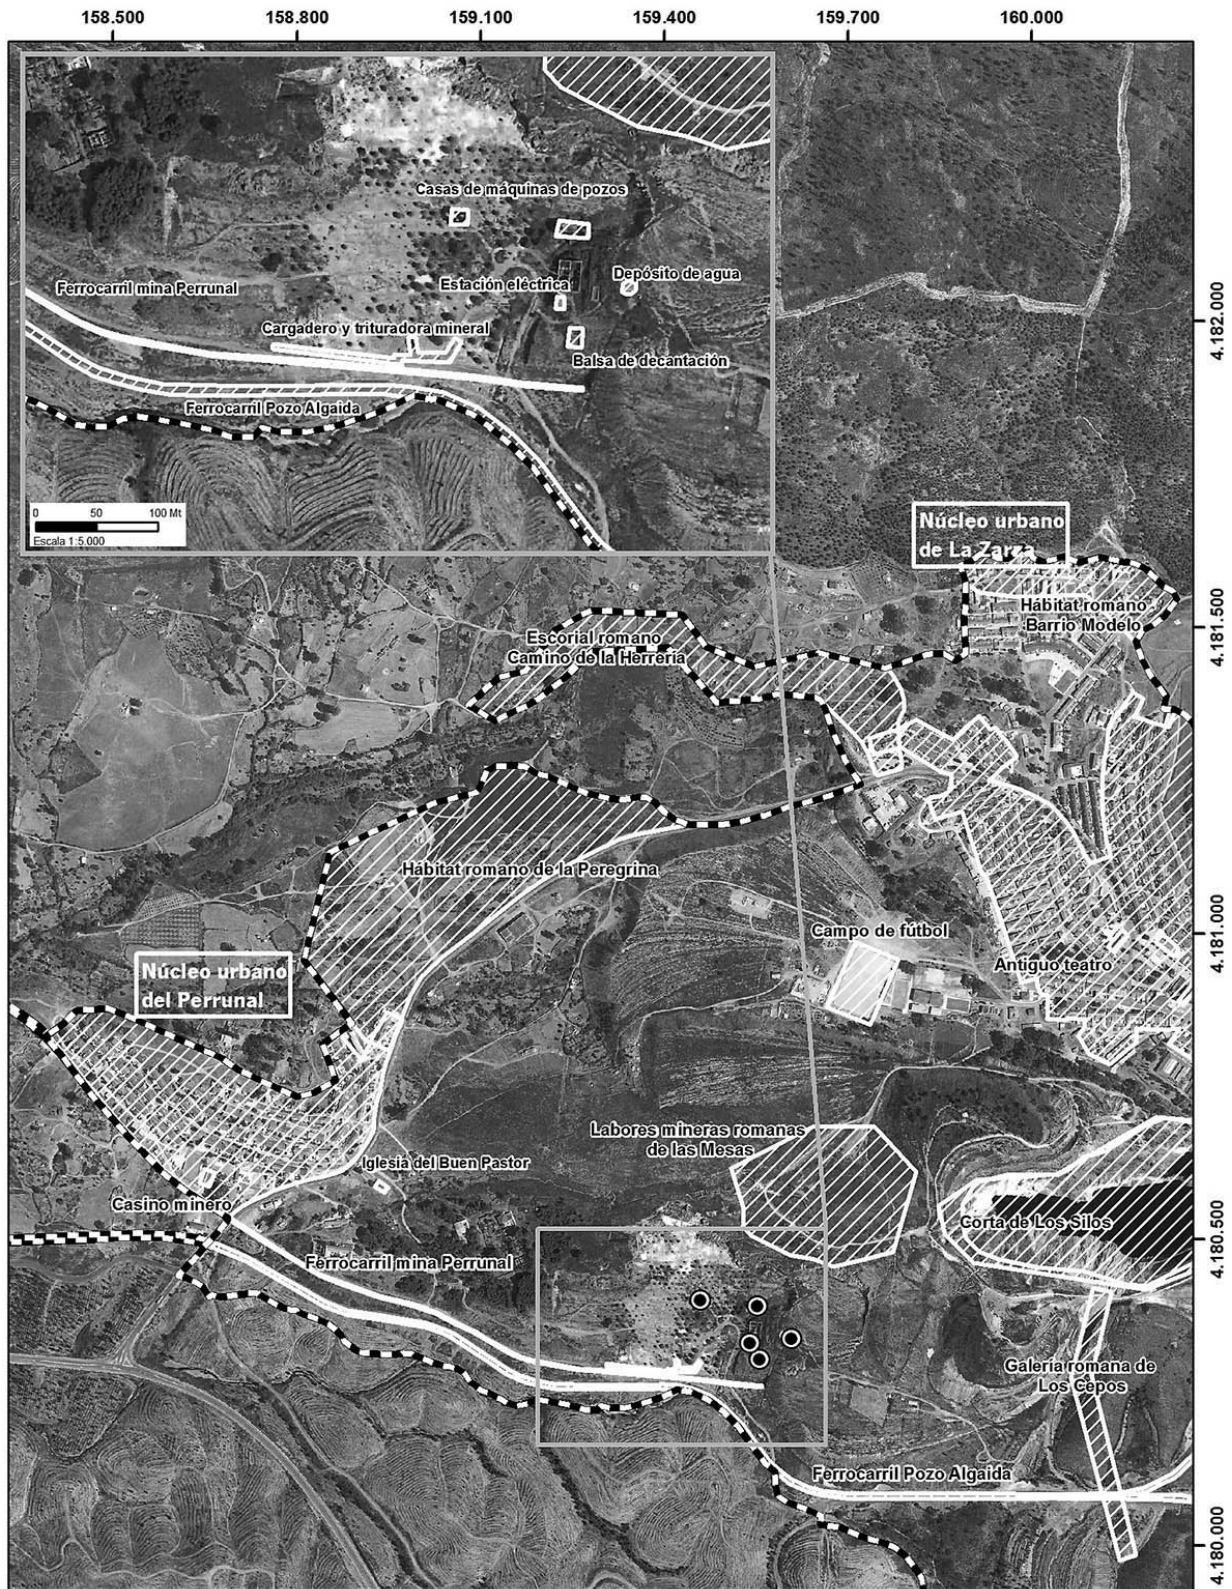 158.500 158.800 159.100 159.400 159.700 160.000
Casas de máquinas de pozos
Ferrocarril mina Perrunal
Estación eléctrica
Depósito de agua
Cargadero y trituradora mineral
Balsa de decantación
Ferrocarril Pozo Algaida
0 50 100 Mt
Escala 1:5.000
4.182.000
Núcleo urbano
de La Zarza
Hábitat romano
Barrio Modelo
4.181.500
Escorial romano
Camino de la Herrería
Hábitat romano de la Peregrina
Campo de fútbol
4.181.000
Antiguo teatro
Núcleo urbano
del Perrunal
Labores mineras romanas
de las Mesas
Iglesia del Buen Pastor
Casino minero
Corta de Los Silos
4.180.500
Ferrocarril mina Perrunal
Galería romana de
Los Cepos
Ferrocarril Pozo Algaida
4.180.000